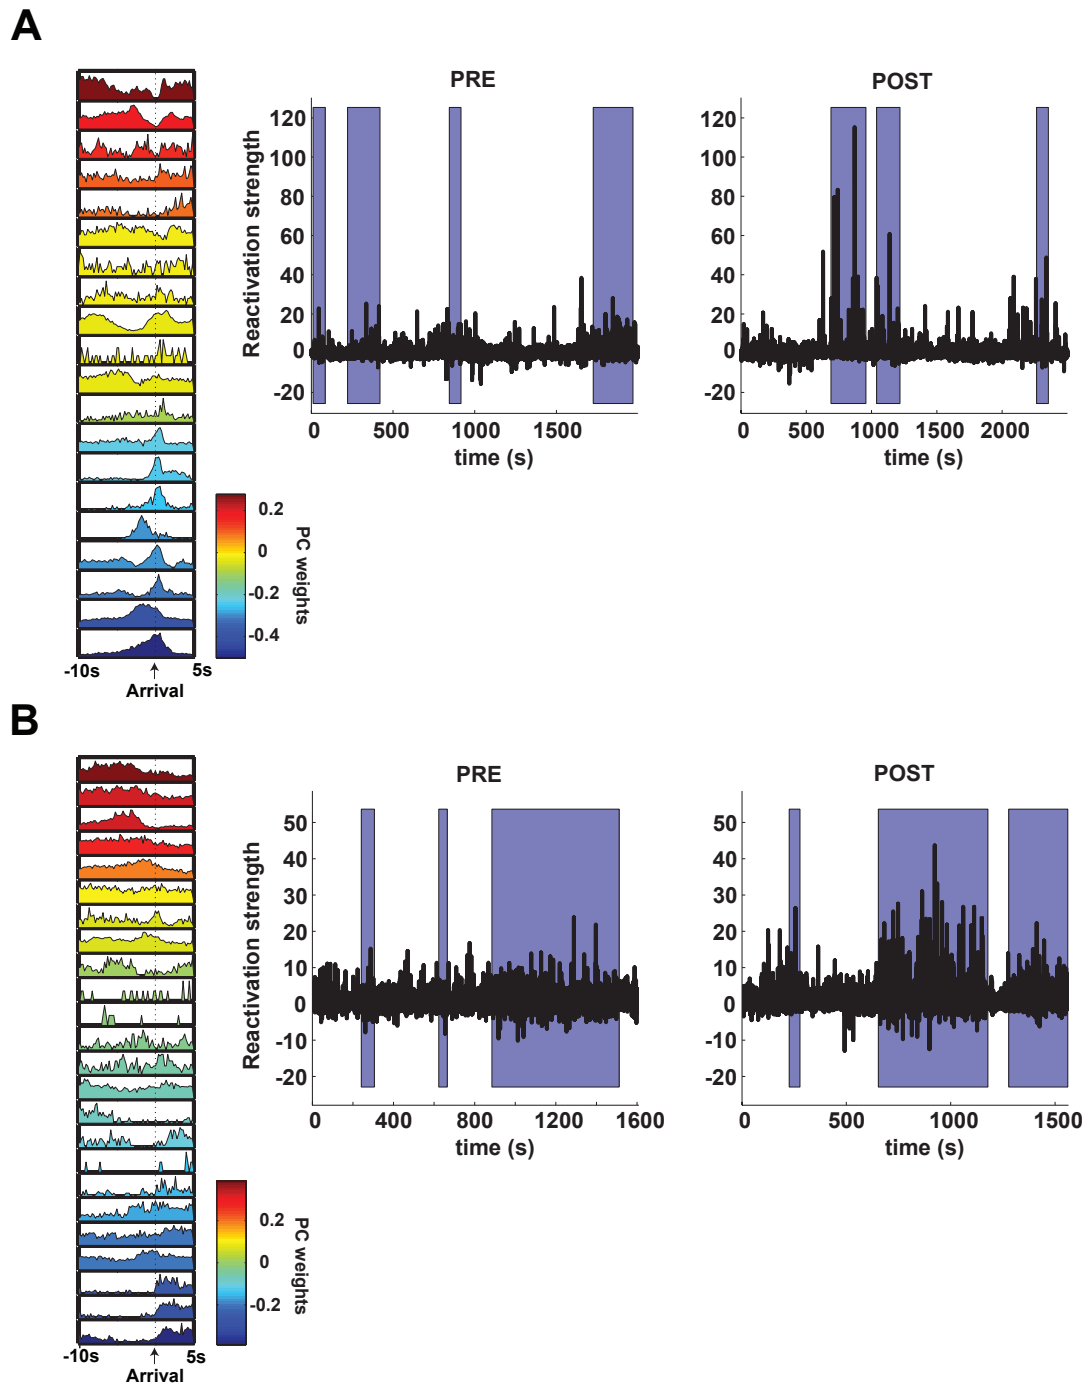 A
PRE
POST
Reactivation strength
120
100
80
60
40
20
0
-20
0
500
1000
1500
time (s)
120
100
80
60
40
20
0
-20
0
500
1000
1500
2000
time (s)
0.2
0
-0.2
-0.4
PC weights
-10s
5s
Arrival
B
PRE
POST
Reactivation strength
50
40
30
20
10
0
-10
-20
0
400
800
1200
1600
time (s)
50
40
30
20
10
0
-10
-20
0
500
1000
1500
time (s)
0.2
0
-0.2
PC weights
-10s
5s
Arrival